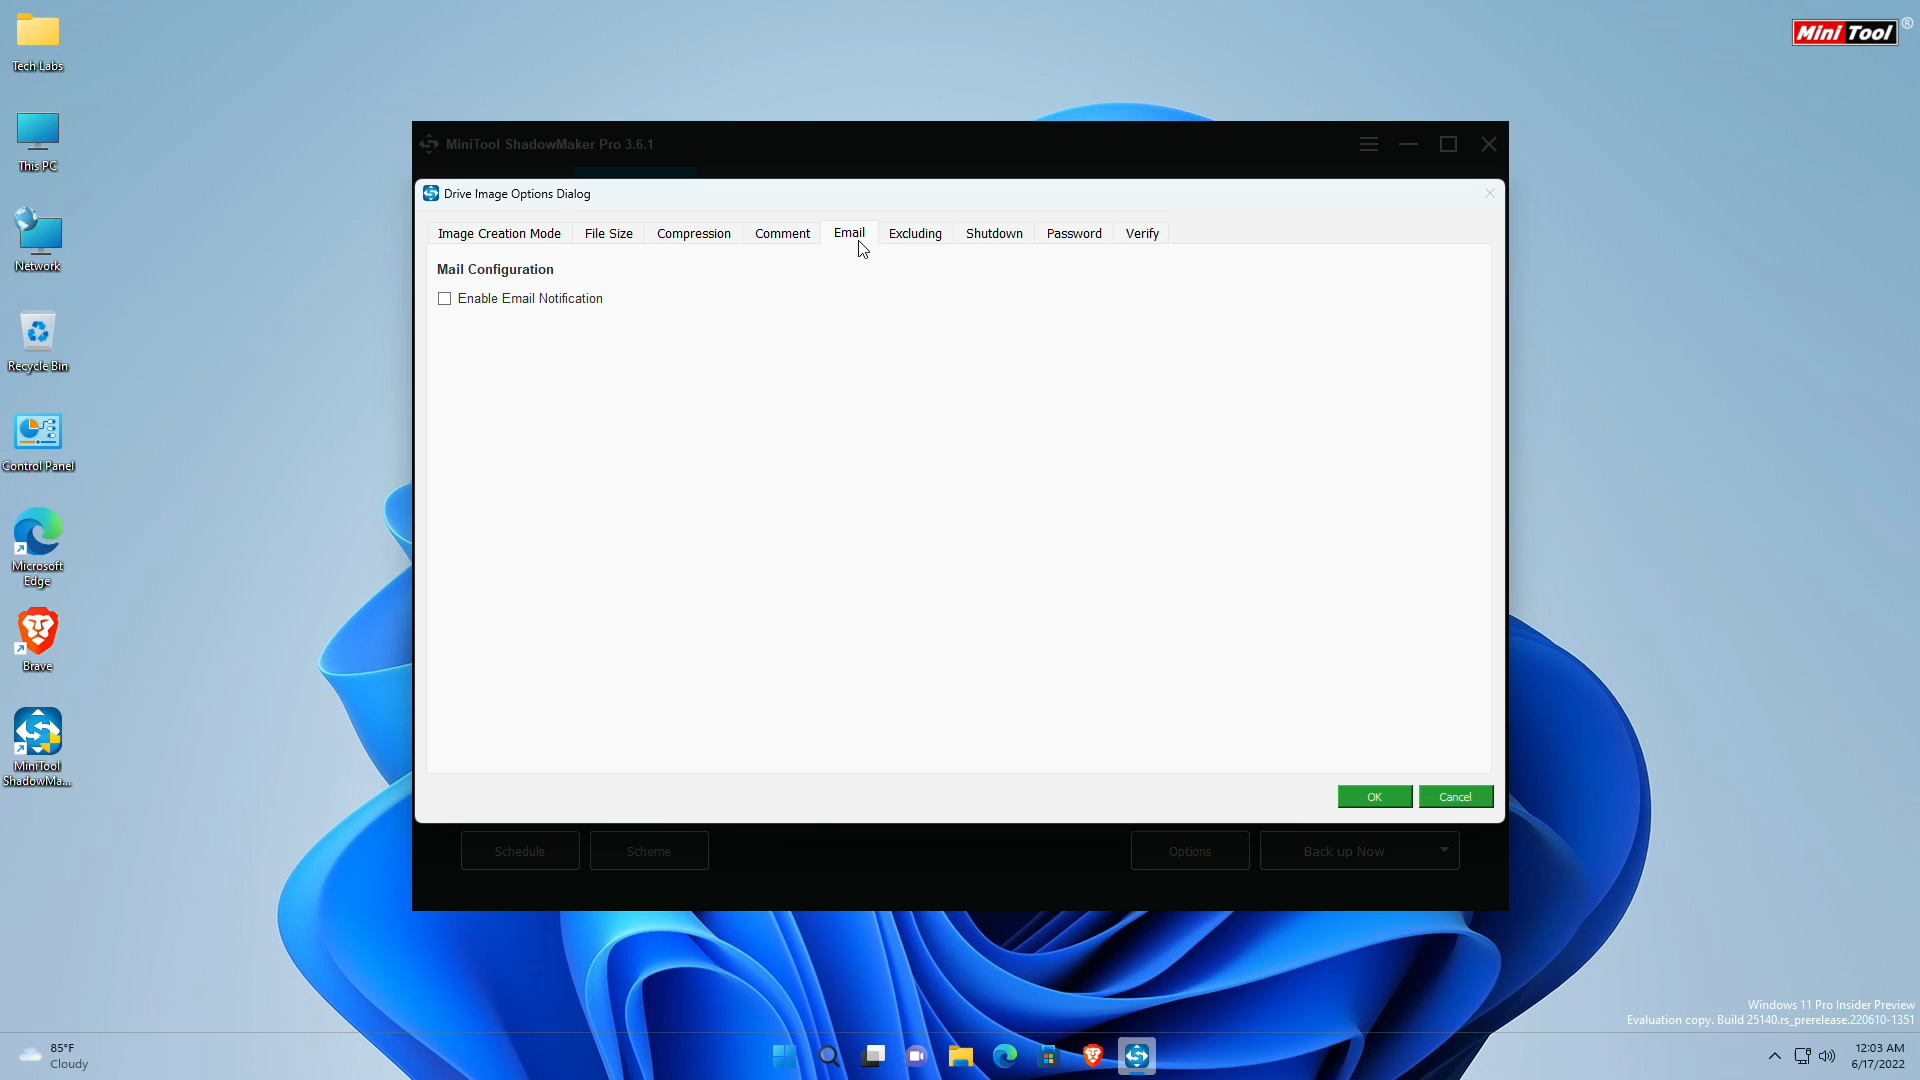 Tech Labs
This PC
Network
Recycle Bin
Control Panel
Microsoft
Edge
Brave
MiniTool
ShadowMa...
Mini Tool ®
MiniTool ShadowMaker Pro 3.6.1
Drive Image Options Dialog
Image Creation Mode File Size Compression Comment Email Excluding Shutdown Password Verify
Mail Configuration
Enable Email Notification
OK Cancel
Schedule Scheme Options Back up Now
Windows 11 Pro Insider Preview
Evaluation copy. Build 25140.rs_prerelease.220610-1351
85°F
Cloudy
12:03 AM
6/17/2022